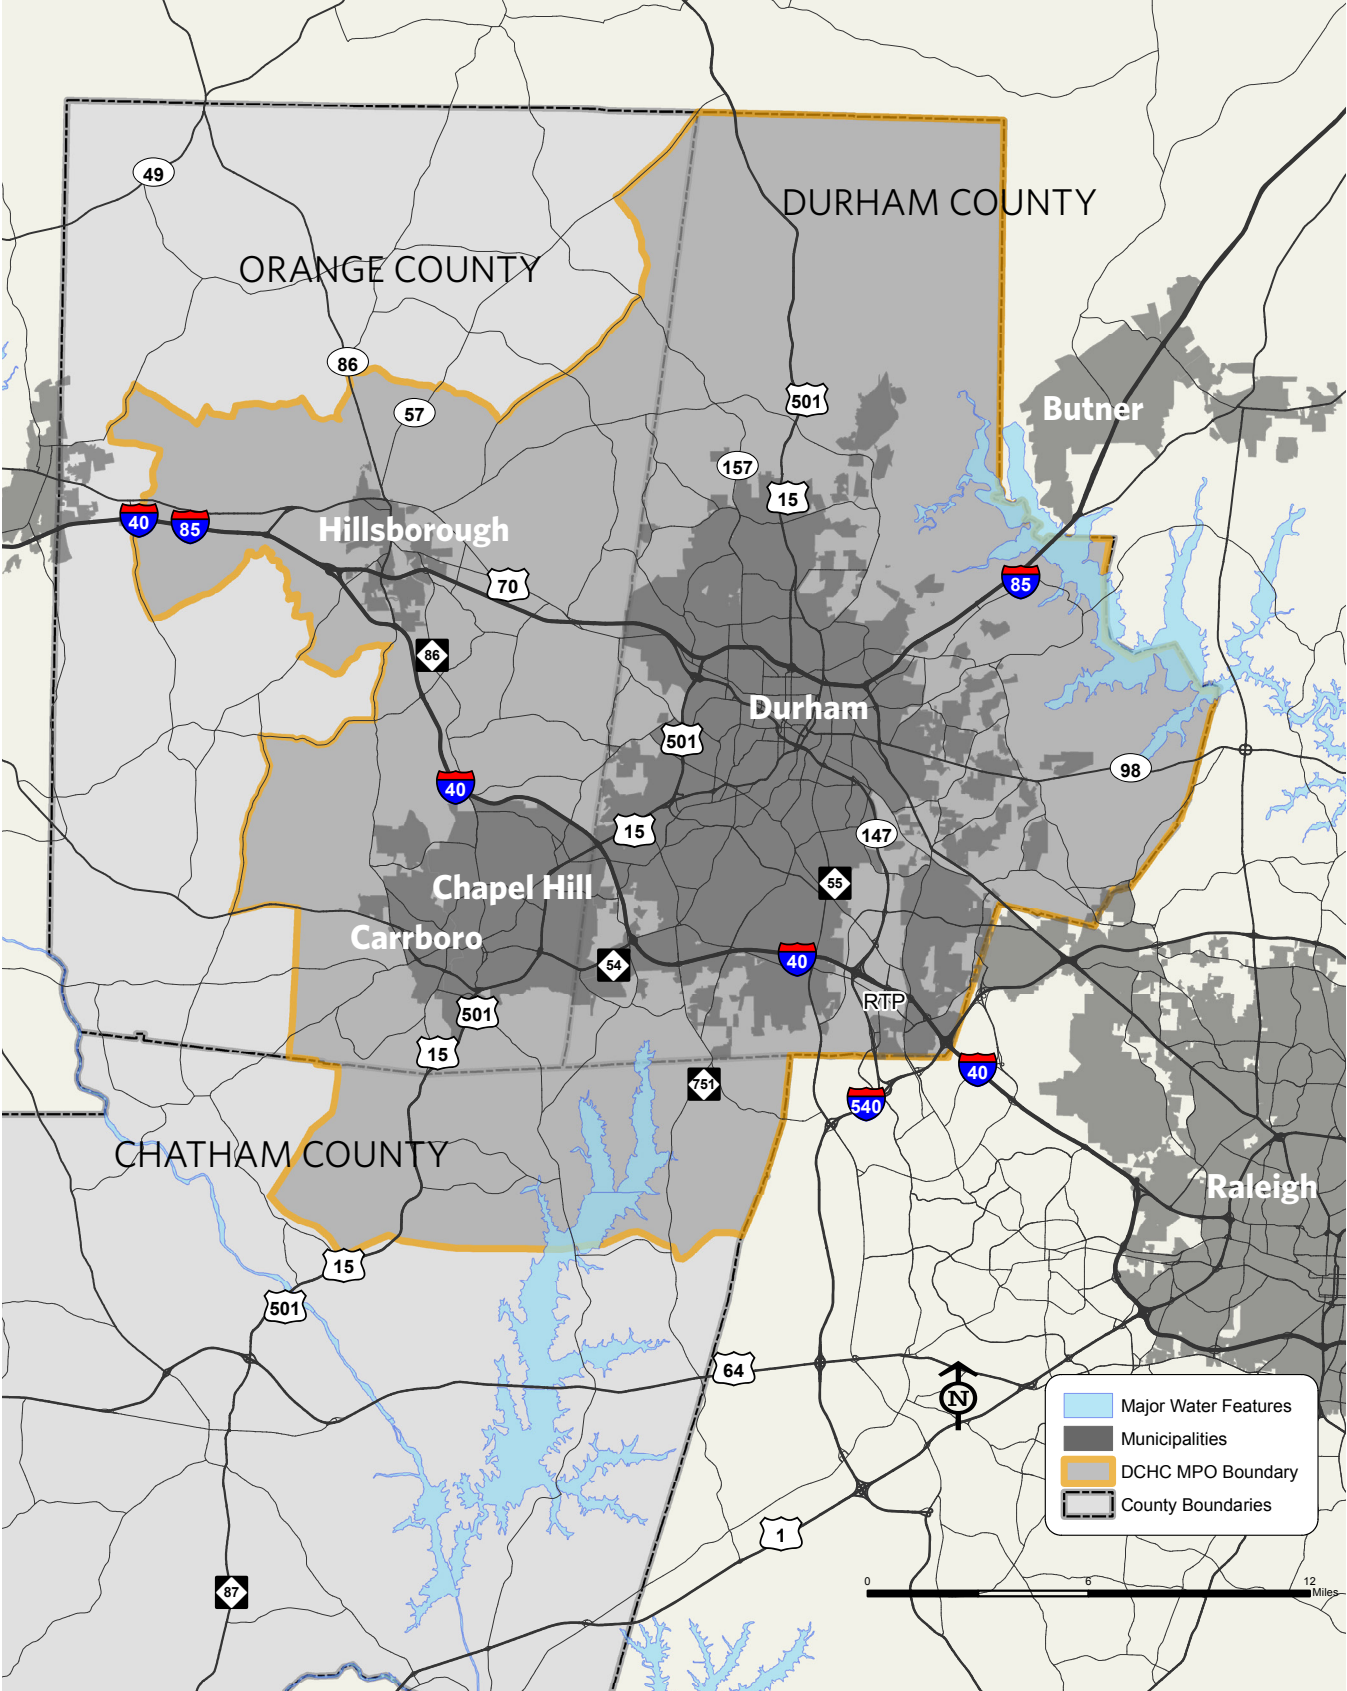 49
DURHAM COUNTY
ORANGE COUNTY
86
57
501
Butner
157
15
40
85
Hillsborough
70
85
86
Durham
501
98
40
15
147
55
Chapel Hill
Carrboro
54
40
RTP
501
15
751
40
540
CHATHAM COUNTY
Raleigh
15
501
64
N
Major Water Features
Municipalities
DCHC MPO Boundary
County Boundaries
1
87
0 6 12
Miles